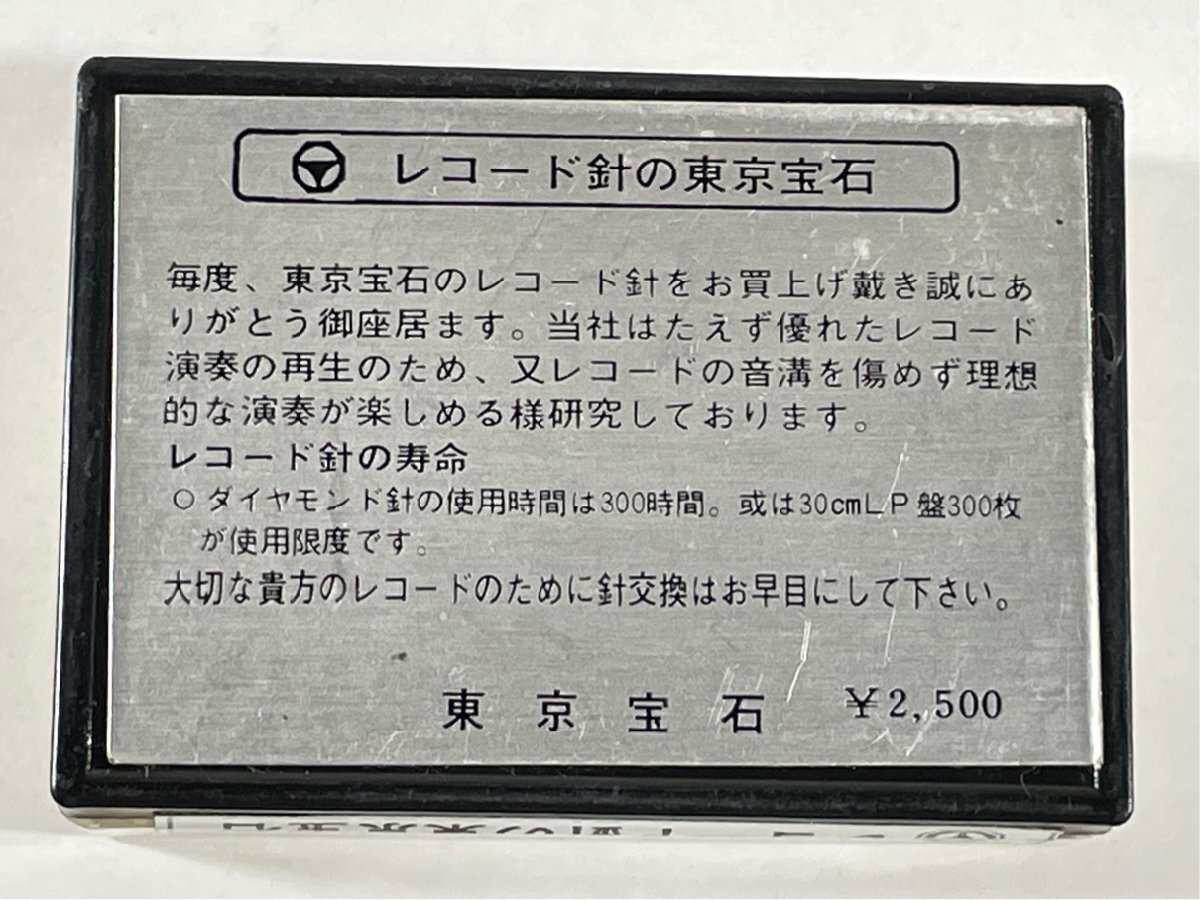 レコード針の東京宝石
毎度、東京宝石のレコード針をお買上げ戴き誠にあ
りがとう御座居ます。当社はたえず優れたレコード
演奏の再生のため、又レコードの音溝を傷めず理想
的な演奏が楽しめる様研究しております。
レコード針の寿命
○ ダイヤモンド針の使用時間は300時間。或は30cmLP盤300枚
が使用限度です。
大切な貴方のレコードのために針交換はお早目にして下さい。
東京宝石 ¥2,500